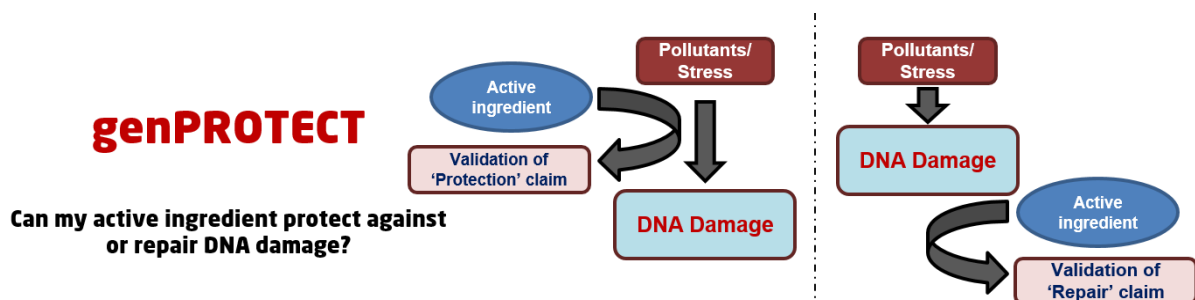 genPROTECT
Can my active ingredient protect against
or repair DNA damage?
Pollutants/
Stress
Active
ingredient
Validation of
‘Protection’ claim
DNA Damage
Pollutants/
Stress
DNA Damage
Active
ingredient
Validation of
‘Repair’ claim